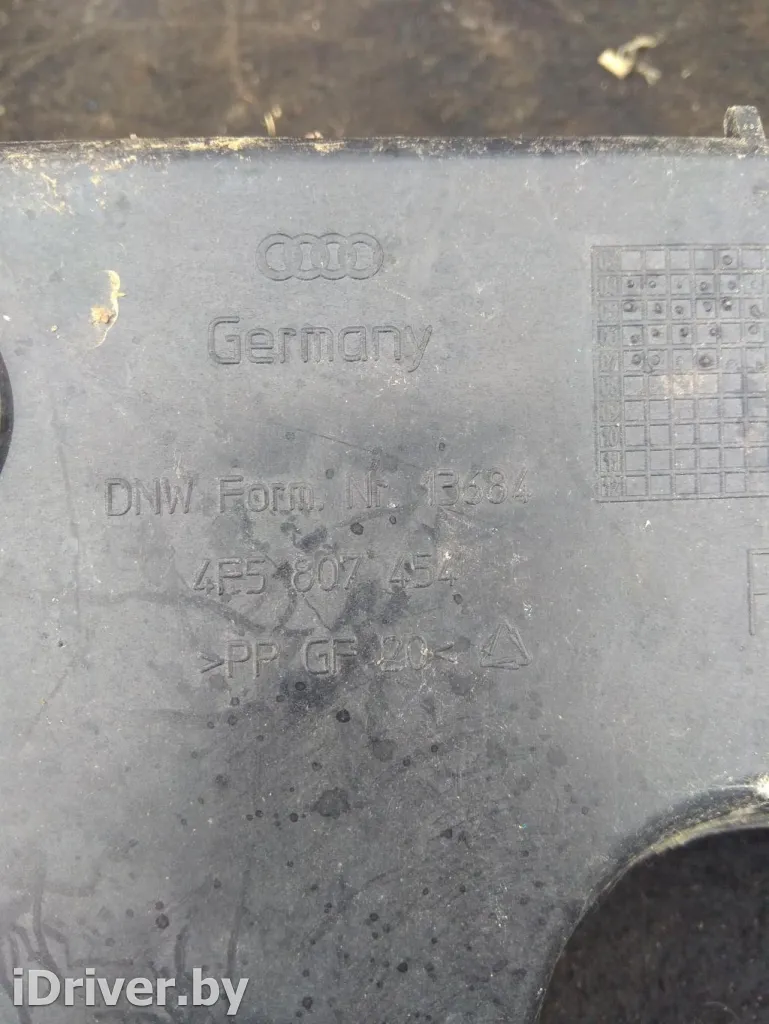 Germany
DNW Form. Nr. 13684
4F5 807 454
>PP GF 20<
iDriver.by